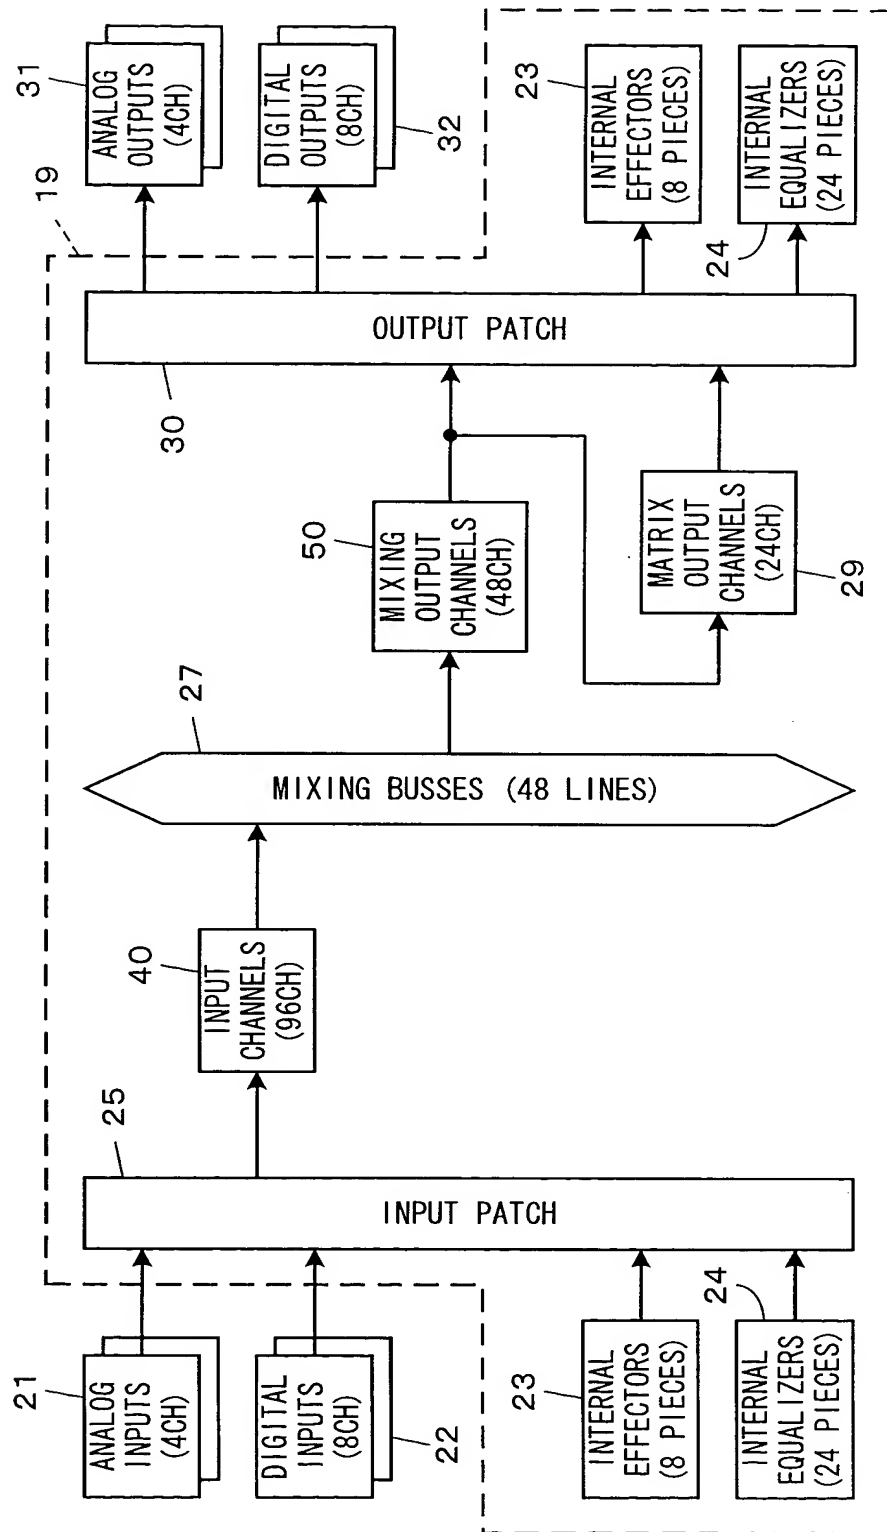 21
ANALOG
INPUTS
(4CH)
DIGITAL
INPUTS
(8CH)
22
23
INTERNAL
EFFECTORS
(8 PIECES)
24
INTERNAL
EQUALIZERS
(24 PIECES)
25
INPUT PATCH
40
INPUT
CHANNELS
(96CH)
27
MIXING BUSSES (48 LINES)
50
MIXING
OUTPUT
CHANNELS
(48CH)
MATRIX
OUTPUT
CHANNELS
(24CH)
29
30
OUTPUT PATCH
19
31
ANALOG
OUTPUTS
(4CH)
DIGITAL
OUTPUTS
(8CH)
32
23
INTERNAL
EFFECTORS
(8 PIECES)
24
INTERNAL
EQUALIZERS
(24 PIECES)